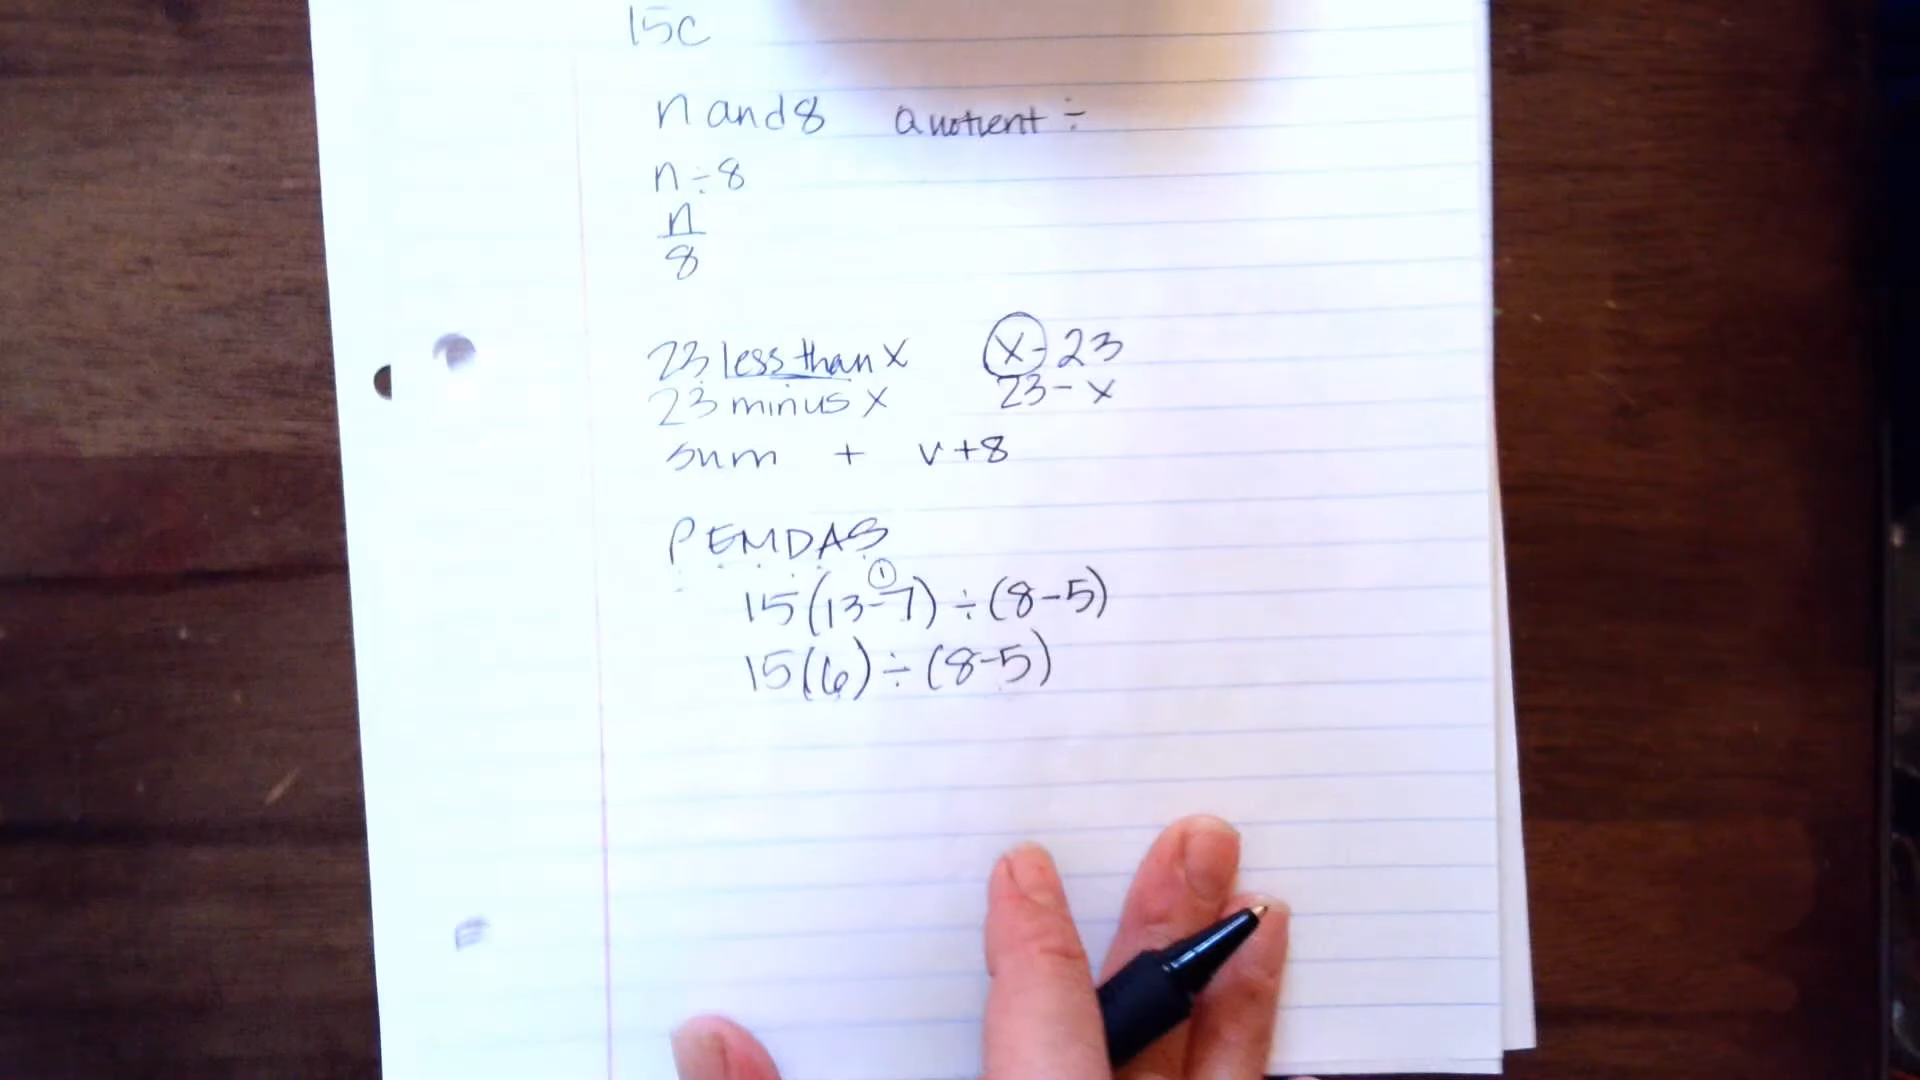 15c
n and 8 Quotient ÷
n ÷ 8
n
8
23 less than x x - 23
23 minus x 23 - x
sum + v + 8
PEMDAS
1
15(13-7) ÷ (8-5)
15(6) ÷ (8-5)